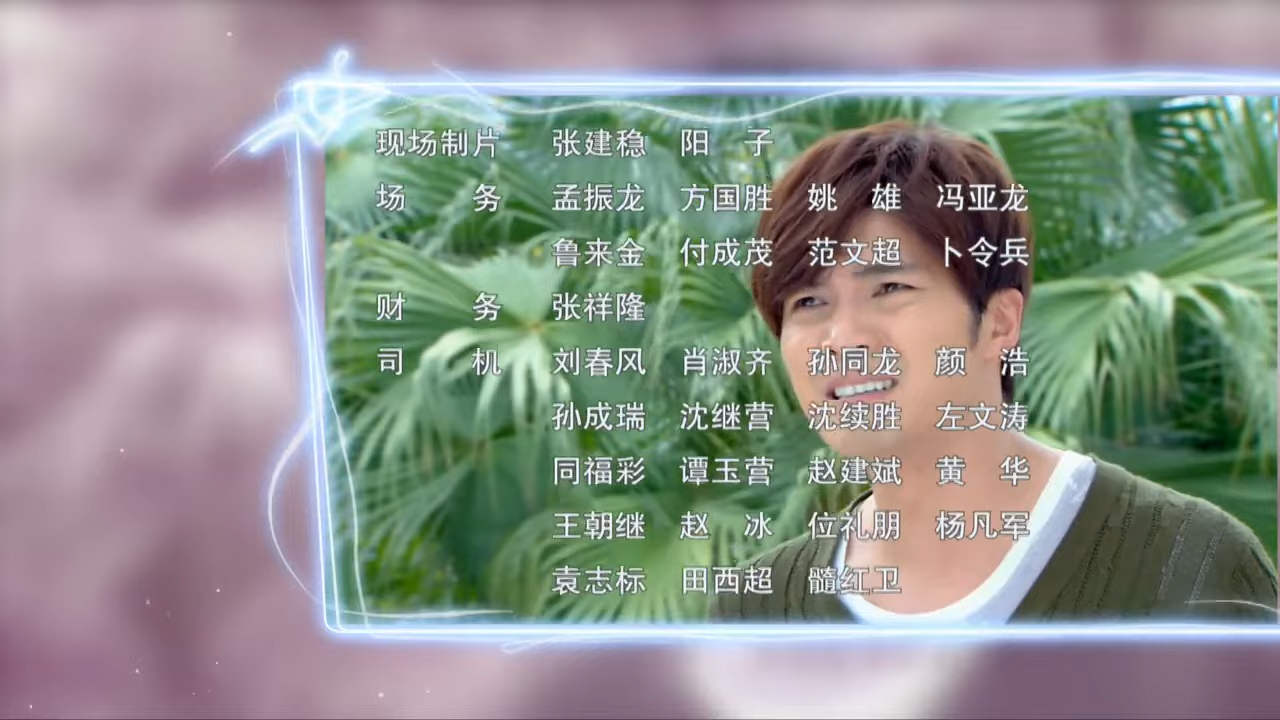 现场制片 张建稳 阳 子
场 务 孟振龙 方国胜 姚 雄 冯亚龙
鲁来金 付成茂 范文超 卜令兵
财 务 张祥隆
司 机 刘春风 肖淑齐 孙同龙 颜 浩
孙成瑞 沈继营 沈续胜 左文涛
同福彩 谭玉营 赵建斌 黄 华
王朝继 赵 冰 位礼朋 杨凡军
袁志标 田西超 髓红卫